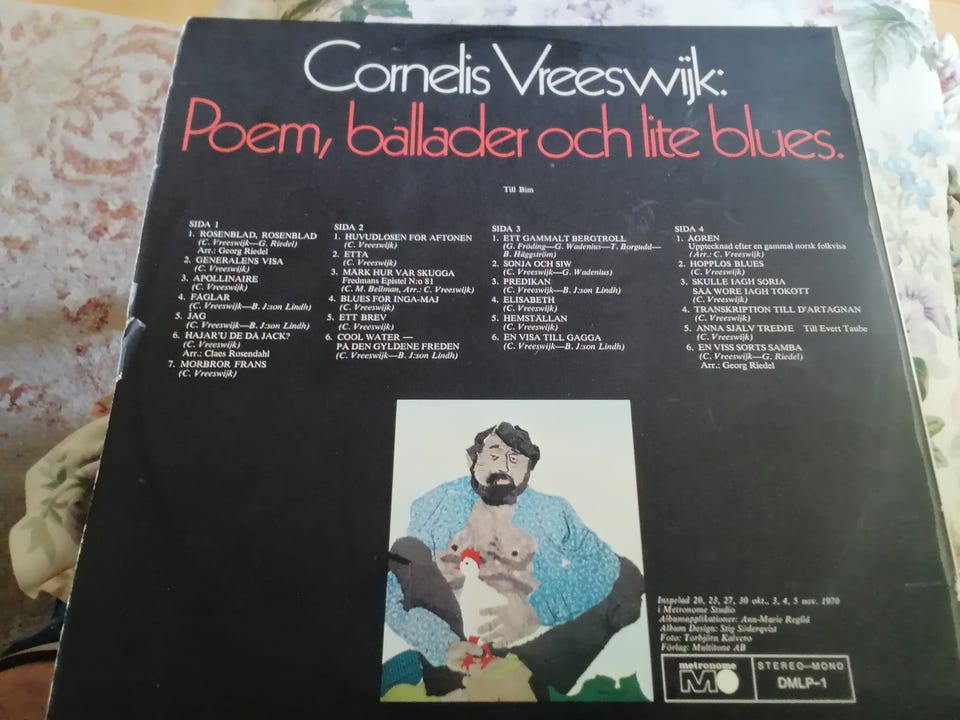 Cornelis Vreeswijk:
Poem, ballader och lite blues.
Till Bim
SIDA 1
1. ROSENBLAD, ROSENBLAD
(C. Vreeswijk—G. Riedel)
Arr.: Georg Riedel
2. GENERALENS VISA
(C. Vreeswijk)
3. APOLLINAIRE
(C. Vreeswijk)
4. FÅGLAR
(C. Vreeswijk—B. J:son Lindh)
5. JAG
(C. Vreeswijk—B. J:son Lindh)
6. HAJAR'U DE DÅ JACK?
(C. Vreeswijk)
Arr.: Claes Rosendahl
7. MORBROR FRANS
(C. Vreeswijk)
SIDA 2
1. HUVUDLÖSEN FÖR AFTONEN
(C. Vreeswijk)
2. ETTA
(C. Vreeswijk)
3. MÄRK HUR VÅR SKUGGA
Fredmans Epistel N:o 81
(C. M. Bellman, Arr.: C. Vreeswijk)
4. BLUES FÖR INGA-MAJ
(C. Vreeswijk)
5. ETT BREV
(C. Vreeswijk)
6. COOL WATER —
PÅ DEN GYLDENE FREDEN
(C. Vreeswijk—B. J:son Lindh)
SIDA 3
1. ETT GAMMALT BERGTROLL
(G. Fröding—G. Wadenius—T. Borgudd—
B. Häggström)
2. SONJA OCH SIW
(C. Vreeswijk—G. Wadenius)
3. PREDIKAN
(C. Vreeswijk—B. J:son Lindh)
4. ELISABETH
(C. Vreeswijk)
5. HEMSTÄLLAN
(C. Vreeswijk)
6. EN VISA TILL GAGGA
(C. Vreeswijk—B. J:son Lindh)
SIDA 4
1. ÅGREN
Upptecknad efter en gammal norsk folkvisa
(Arr.: C. Vreeswijk)
2. HOPPLÖS BLUES
(C. Vreeswijk)
3. SKULLE IAGH SÖRIA
SÅÅ WORE IAGH TOKOTT
(C. Vreeswijk)
4. TRANSKRIPTION TILL D'ARTAGNAN
(C. Vreeswijk)
5. ANNA SJÄLV TREDJE Till Evert Taube
(C. Vreeswijk)
6. EN VISS SORTS SAMBA
(C. Vreeswijk—G. Riedel)
Arr.: Georg Riedel
Inspelad 20, 23, 27, 30 okt., 3, 4, 5 nov. 1970
i Metronome Studio
Albumapplikationer: Ann-Marie Regild
Album Design: Stig Söderqvist
Foto: Torbjörn Kalvero
Förlag: Multitone AB
metronome
STEREO—MONO
DMLP-1